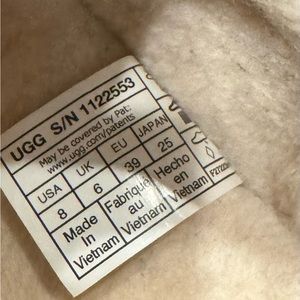 UGG S/N 1122553
May be covered by Pat:
www.ugg.com/patents
USA UK EU JAPAN
8 6 39 25
Made Fabriqué Hecho
In au en
Vietnam Vietnam Vietnam